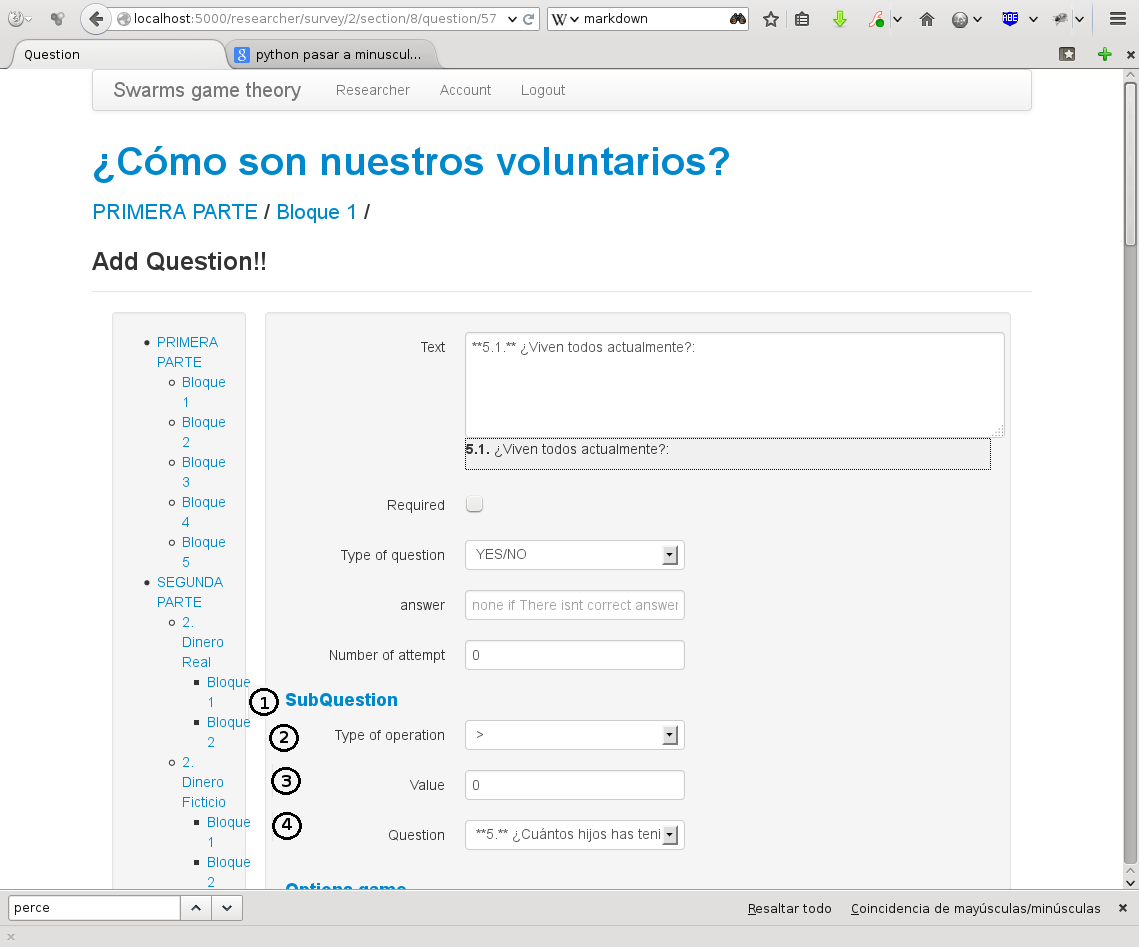 localhost:5000/researcher/survey/2/section/8/question/57
W markdown
ABE
Question
8 python pasar a minuscul...
Swarms game theory Researcher Account Logout
¿Cómo son nuestros voluntarios?
PRIMERA PARTE / Bloque 1 /
Add Question!!
PRIMERA
PARTE
Bloque
1
Bloque
2
Bloque
3
Bloque
4
Bloque
5
SEGUNDA
PARTE
2.
Dinero
Real
Bloque
1
Bloque
2
2.
Dinero
Ficticio
Bloque
1
Bloque
2
Text **5.1.** ¿Viven todos actualmente?:
5.1. ¿Viven todos actualmente?:
Required
Type of question YES/NO
answer none if There isnt correct answer
Number of attempt 0
1 SubQuestion
2 Type of operation >
3 Value 0
4 Question **5.** ¿Cuántos hijos has teni
Options game
perce Resaltar todo Coincidencia de mayúsculas/minúsculas